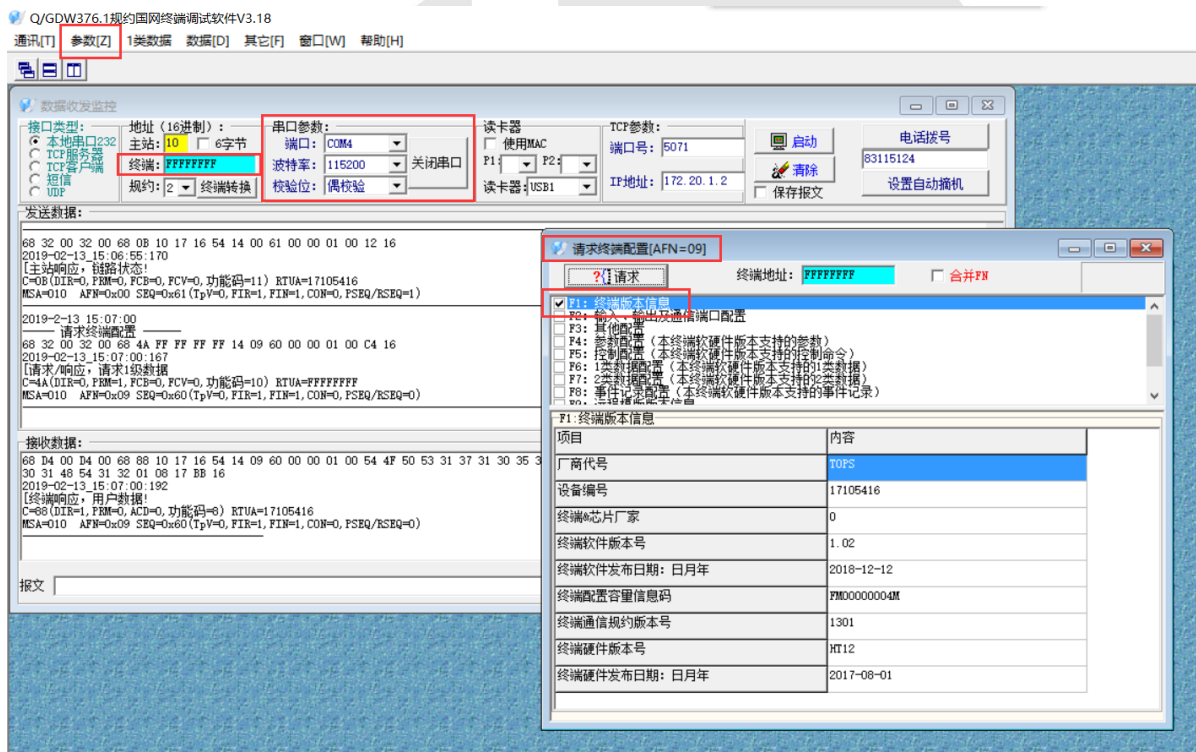 Q/GDW376.1规约国网终端调试软件V3.18
通讯[T] 参数[Z] 1类数据 数据[D] 其它[F] 窗口[W] 帮助[H]
数据收发监控
接口类型:
本地串口232
TCP服务器
TCP客户端
短信
UDP
地址（16进制）:
主站: 10 6字节
终端: FFFFFFFF
规约: 2 终端转换
串口参数:
端口: COM4
波特率: 115200
校验位: 偶校验
关闭串口
读卡器
使用MAC
P1: P2:
读卡器: USB1
TCP参数:
端口号: 5071
IP地址: 172.20.1.2
启动
清除
保存报文
电话拨号
83115124
设置自动摘机
发送数据:
68 32 00 32 00 68 0B 10 17 16 54 14 00 61 00 00 01 00 12 16
2019-02-13_15:06:55:170
[主站响应，链路状态!
C=0B(DIR=0,PRM=0,FCB=0,FCV=0,功能码=11) RTUA=17105416
MSA=010 AFN=0x00 SEQ=0x61(TpV=0,FIR=1,FIN=1,CON=0,PSEQ/RSEQ=1)
2019-2-13 15:07:00
—— 请求终端配置 ——
68 32 00 32 00 68 4A FF FF FF FF 14 09 60 00 00 01 00 C4 16
2019-02-13_15:07:00:167
[请求/响应，请求1级数据
C=4A(DIR=0,PRM=1,FCB=0,FCV=0,功能码=10) RTUA=FFFFFFFF
MSA=010 AFN=0x09 SEQ=0x60(TpV=0,FIR=1,FIN=1,CON=0,PSEQ/RSEQ=0)
接收数据:
68 D4 00 D4 00 68 88 10 17 16 54 14 09 60 00 00 01 00 54 4F 50 53 31 37 31 30 35 3
30 31 48 54 31 32 01 08 17 BB 16
2019-02-13_15:07:00:192
[终端响应，用户数据!
C=88(DIR=1,PRM=0,ACD=0,功能码=8) RTUA=17105416
MSA=010 AFN=0x09 SEQ=0x60(TpV=0,FIR=1,FIN=1,CON=0,PSEQ/RSEQ=0)
报文
请求终端配置[AFN=09]
?{]请求 终端地址: FFFFFFFF 合并FN
F1: 终端版本信息
F2: 输入、输出及通信端口配置
F3: 其他配置
F4: 参数配置（本终端软硬件版本支持的参数）
F5: 控制配置（本终端软硬件版本支持的控制命令）
F6: 1类数据配置（本终端软硬件版本支持的1类数据）
F7: 2类数据配置（本终端软硬件版本支持的2类数据）
F8: 事件记录配置（本终端软硬件版本支持的事件记录）
F1:终端版本信息
项目 内容
厂商代号 TOPS
设备编号 17105416
终端&芯片厂家 0
终端软件版本号 1.02
终端软件发布日期: 日月年 2018-12-12
终端配置容量信息码 FM00000004M
终端通信规约版本号 1301
终端硬件版本号 HT12
终端硬件发布日期: 日月年 2017-08-01